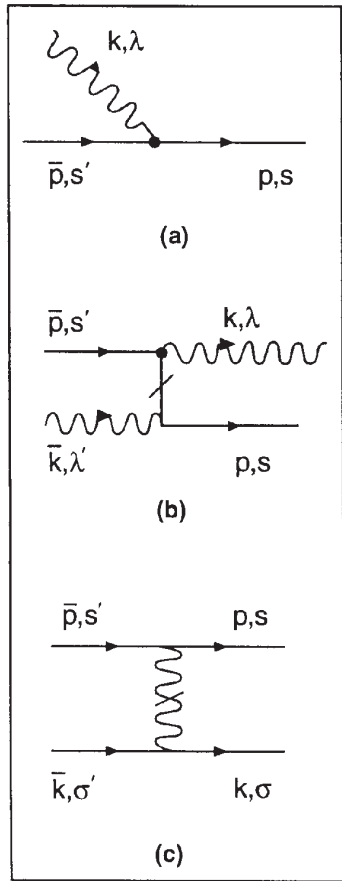 k,λ
p̄,s′ p,s
(a)
p̄,s′ k,λ
k̄,λ′ p,s
(b)
p̄,s′ p,s
k̄,σ′ k,σ
(c)